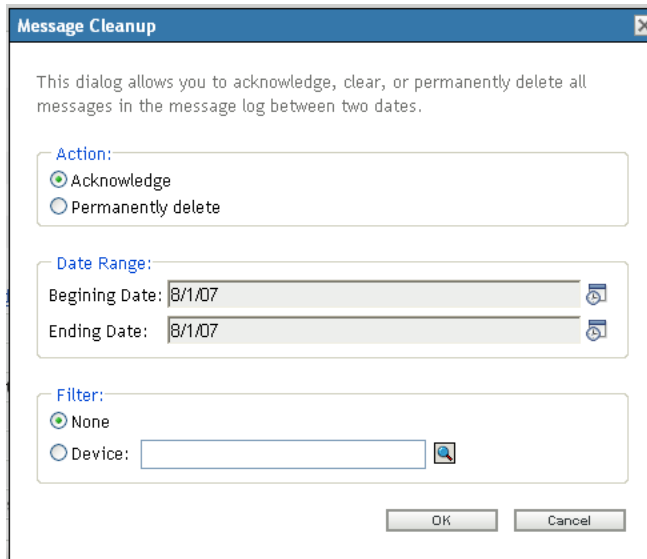 Message Cleanup
This dialog allows you to acknowledge, clear, or permanently delete all
messages in the message log between two dates.
Action:
Acknowledge
Permanently delete
Date Range:
Begining Date: 8/1/07
Ending Date: 8/1/07
Filter:
None
Device:
OK Cancel